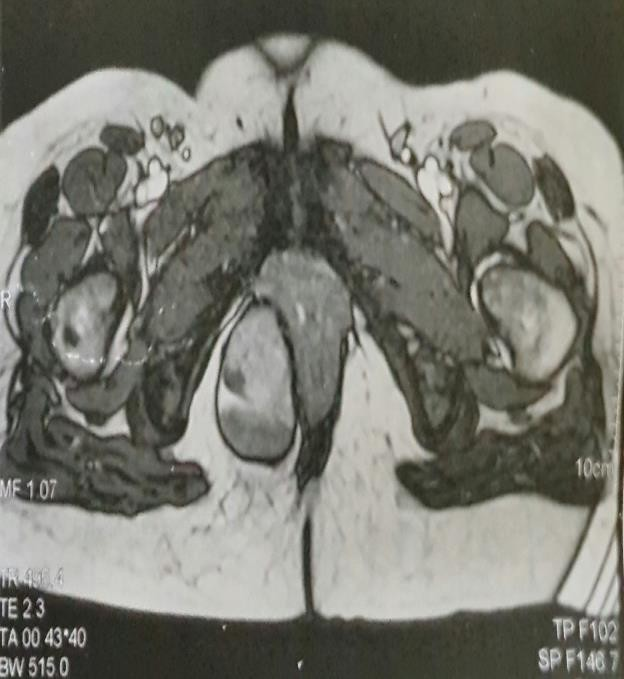 R
MF 1.07
10cm
TE 2 3
TA 00 43*40
BW 515 0
TP F102
SP F146 7